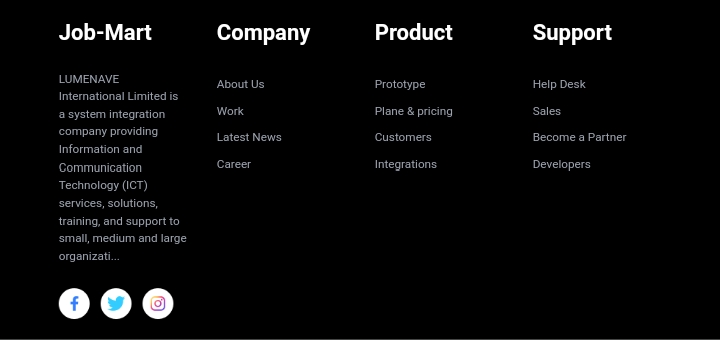 Job-Mart
LUMENAVE
International Limited is
a system integration
company providing
Information and
Communication
Technology (ICT)
services, solutions,
training, and support to
small, medium and large
organizati...
Company
About Us
Work
Latest News
Career
Product
Prototype
Plane & pricing
Customers
Integrations
Support
Help Desk
Sales
Become a Partner
Developers